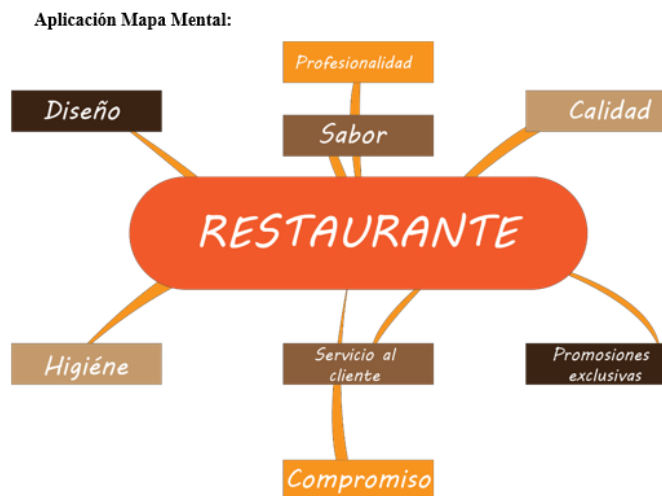 Aplicación Mapa Mental:
Profesionalidad
Diseño
Sabor
Calidad
RESTAURANTE
Higiéne
Servicio al
cliente
Promosiones
exclusivas
Compromiso